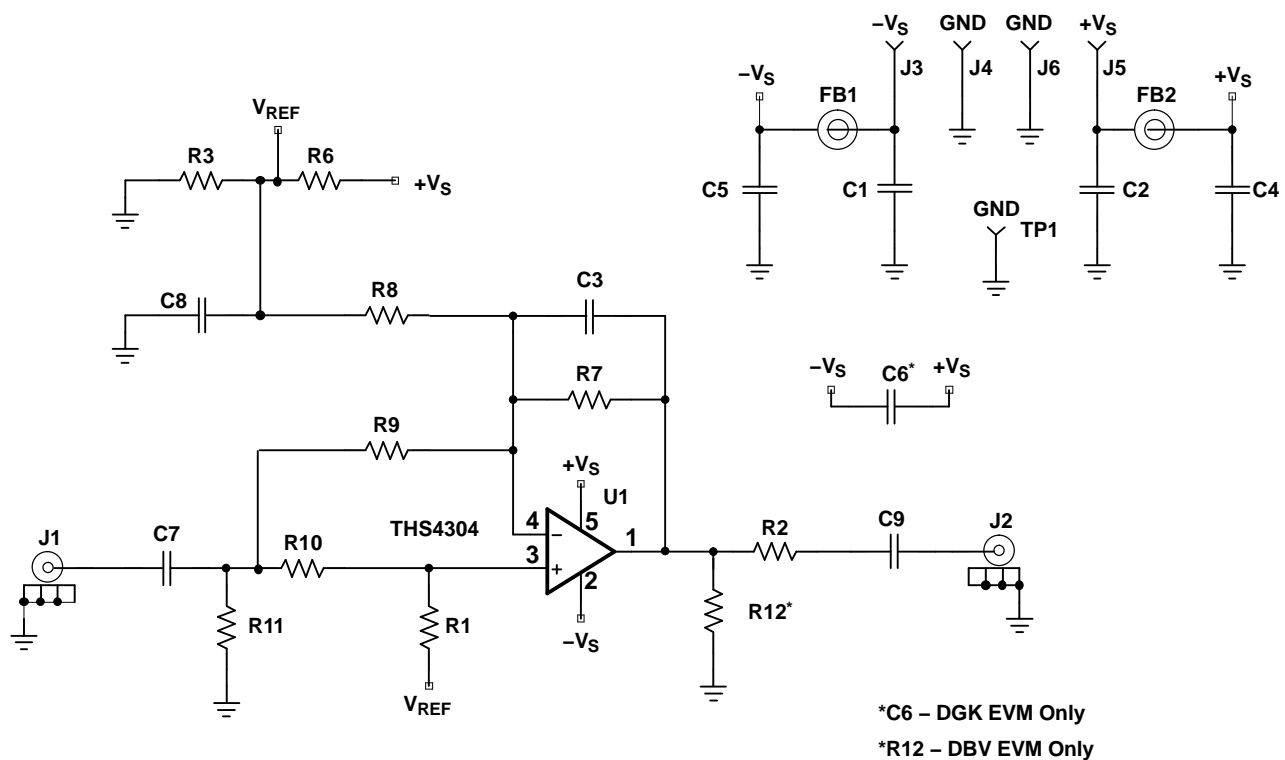 –VS GND GND +VS
J3 J4 J6 J5
–VS FB1 FB2 +VS
VREF
R3 R6
+VS
C5 C1 C2 C4
GND
TP1
C8 R8 C3
–VS C6* +VS
R7
R9
+VS
U1
THS4304
4 5 1
3 2
– +
J1 C7 R10
R2 C9 J2
R11 R1 R12*
–VS
VREF
*C6 – DGK EVM Only
*R12 – DBV EVM Only